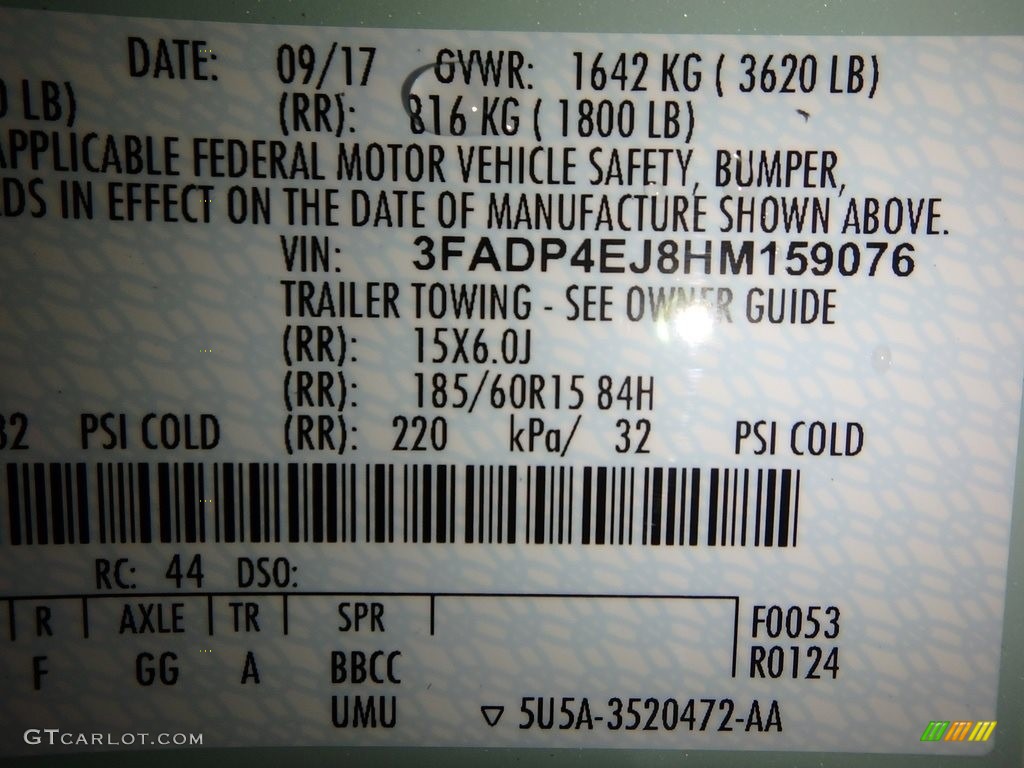 DATE: 09/17 GVWR: 1642 KG ( 3620 LB)
0 LB) (RR): 816 KG ( 1800 LB)
APPLICABLE FEDERAL MOTOR VEHICLE SAFETY, BUMPER,
DS IN EFFECT ON THE DATE OF MANUFACTURE SHOWN ABOVE.
VIN: 3FADP4EJ8HM159076
TRAILER TOWING - SEE OWNER GUIDE
(RR): 15X6.0J
(RR): 185/60R15 84H
32 PSI COLD (RR): 220 kPa/ 32 PSI COLD
RC: 44 DSO:
R AXLE TR SPR F0053
F GG A BBCC R0124
UMU ▽ 5U5A-3520472-AA
GTCARLOT.COM